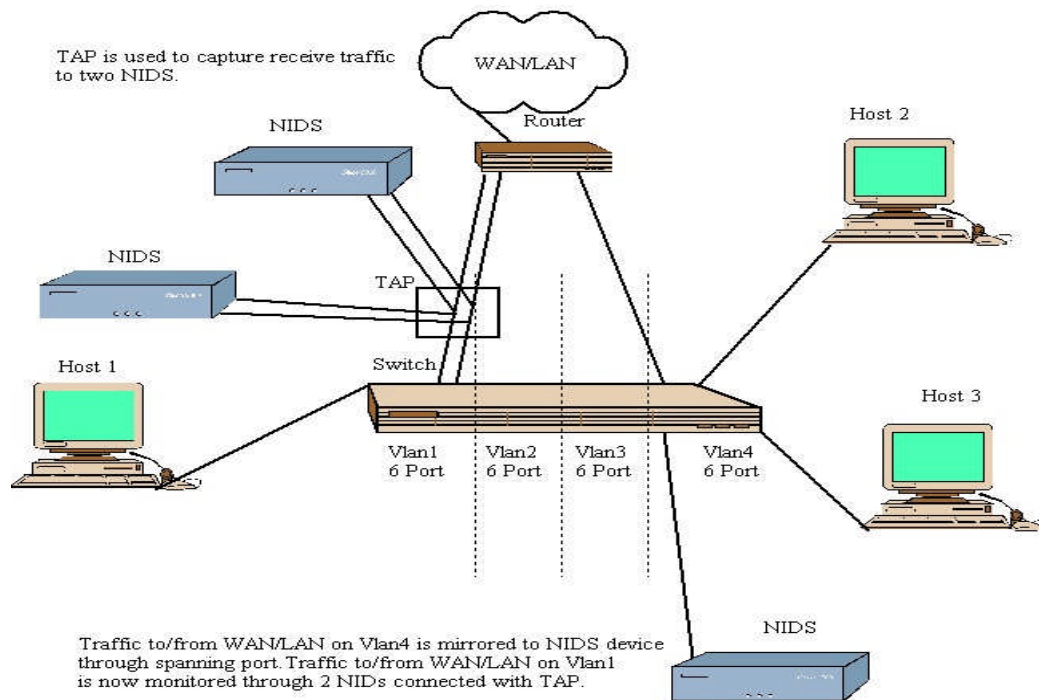 TAP is used to capture receive traffic
to two NIDS.
WAN/LAN
Router
Host 2
NIDS
NIDS
TAP
Switch
Host 1
Host 3
Vlan1
6 Port
Vlan2
6 Port
Vlan3
6 Port
Vlan4
6 Port
NIDS
Traffic to/from WAN/LAN on Vlan4 is mirrored to NIDS device
through spanning port. Traffic to/from WAN/LAN on Vlan1
is now monitored through 2 NIDs connected with TAP.